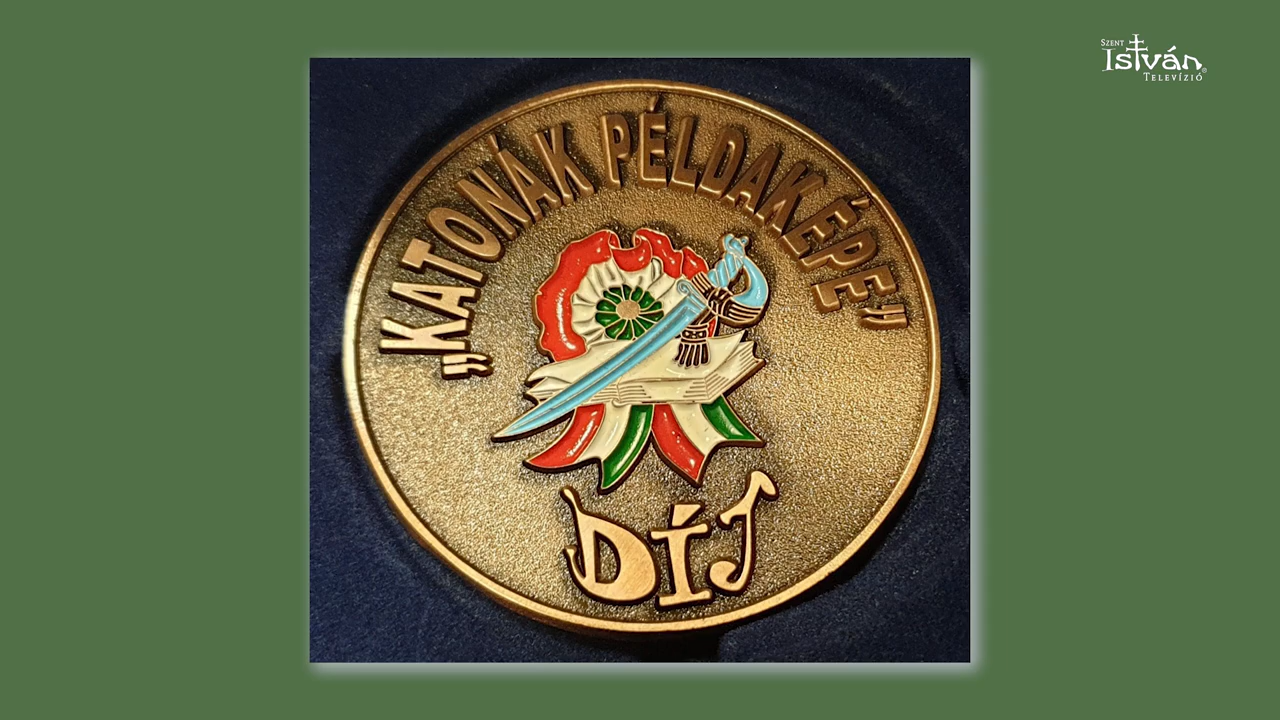 „KATONÁK PÉLDAKÉPE”
DÍJ
SZENT
ISTVÁN®
TELEVÍZIÓ